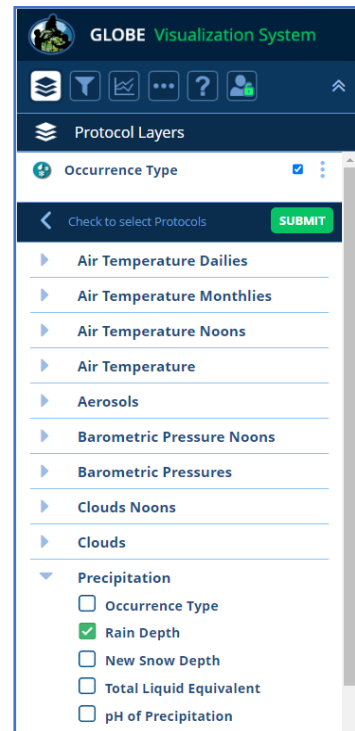 GLOBE Visualization System
?
Protocol Layers
Occurrence Type
Check to select Protocols SUBMIT
Air Temperature Dailies
Air Temperature Monthlies
Air Temperature Noons
Air Temperature
Aerosols
Barometric Pressure Noons
Barometric Pressures
Clouds Noons
Clouds
Precipitation
Occurrence Type
Rain Depth
New Snow Depth
Total Liquid Equivalent
pH of Precipitation